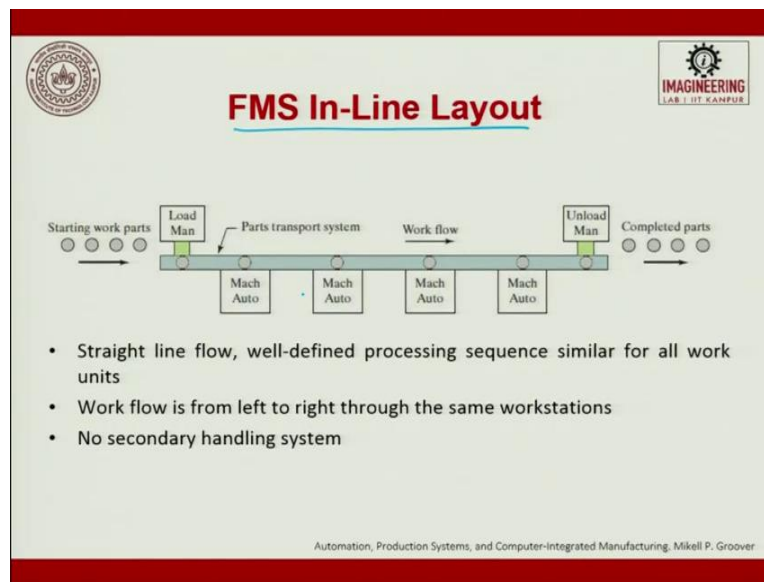 IMAGINEERING
LAB I IIT KANPUR
FMS In-Line Layout
Starting work parts
Load
Man
Parts transport system
Work flow
Unload
Man
Completed parts
Mach
Auto
Mach
Auto
Mach
Auto
Mach
Auto
• Straight line flow, well-defined processing sequence similar for all work
units
• Work flow is from left to right through the same workstations
• No secondary handling system
Automation, Production Systems, and Computer-Integrated Manufacturing. Mikell P. Groover